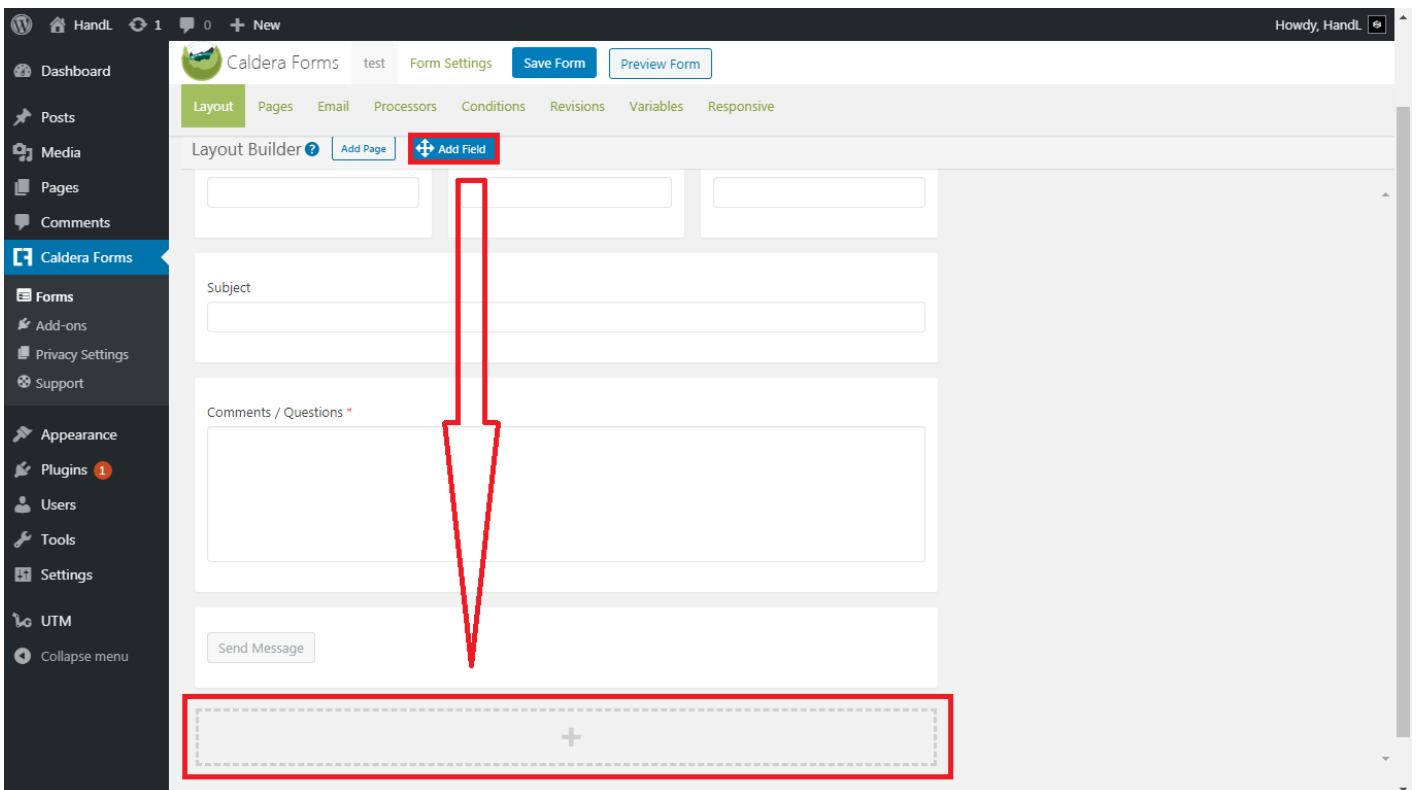 HandL 1 0 New Howdy, HandL
Dashboard
Posts
Media
Pages
Comments
Caldera Forms
Forms
Add-ons
Privacy Settings
Support
Appearance
Plugins 1
Users
Tools
Settings
UTM
Collapse menu
Caldera Forms test Form Settings Save Form Preview Form
Layout Pages Email Processors Conditions Revisions Variables Responsive
Layout Builder ? Add Page Add Field
Subject
Comments / Questions *
Send Message
+